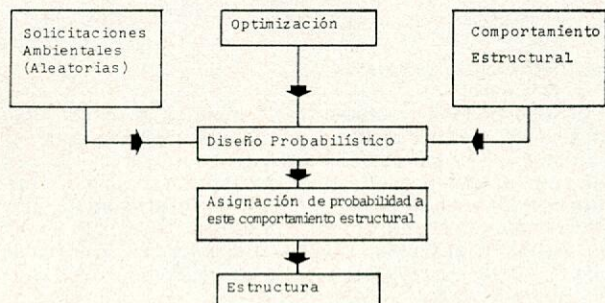 Solicitaciones
Ambientales
(Aleatorias)
Optimización
Comportamiento
Estructural
Diseño Probabilístico
Asignación de probabilidad a
este comportamiento estructural
Estructura